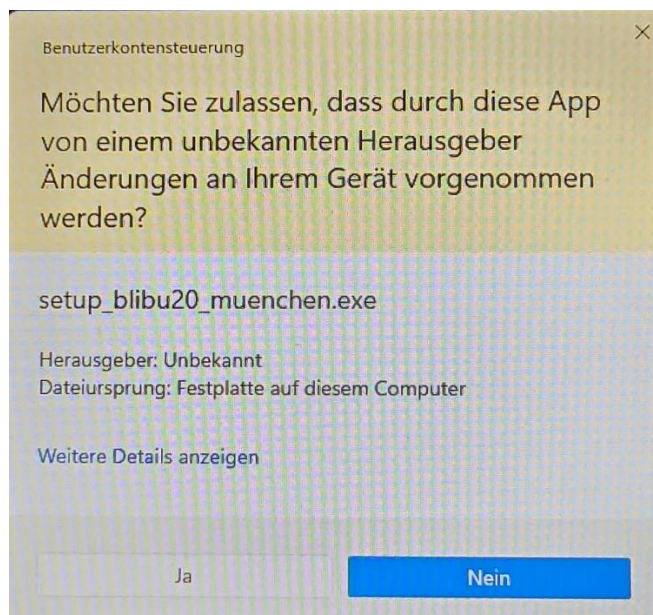 Benutzerkontensteuerung
Möchten Sie zulassen, dass durch diese App
von einem unbekannten Herausgeber
Änderungen an Ihrem Gerät vorgenommen
werden?
setup_blibu20_muenchen.exe
Herausgeber: Unbekannt
Dateiursprung: Festplatte auf diesem Computer
Weitere Details anzeigen
Ja
Nein